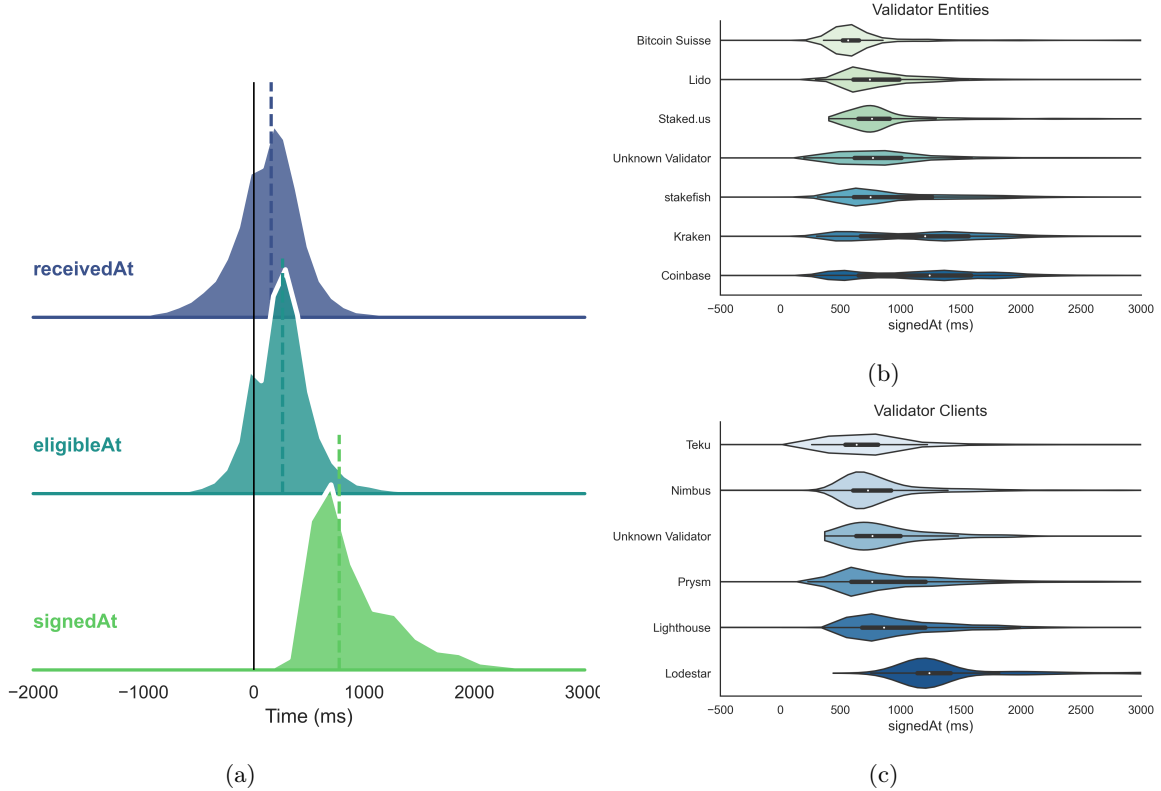 receivedAt
eligibleAt
signedAt
−2000 −1000 0 1000 2000 3000
Time (ms)
(a)
Validator Entities
Bitcoin Suisse
Lido
Staked.us
Unknown Validator
stakefish
Kraken
Coinbase
−500 0 500 1000 1500 2000 2500 3000
signedAt (ms)
(b)
Validator Clients
Teku
Nimbus
Unknown Validator
Prysm
Lighthouse
Lodestar
−500 0 500 1000 1500 2000 2500 3000
signedAt (ms)
(c)